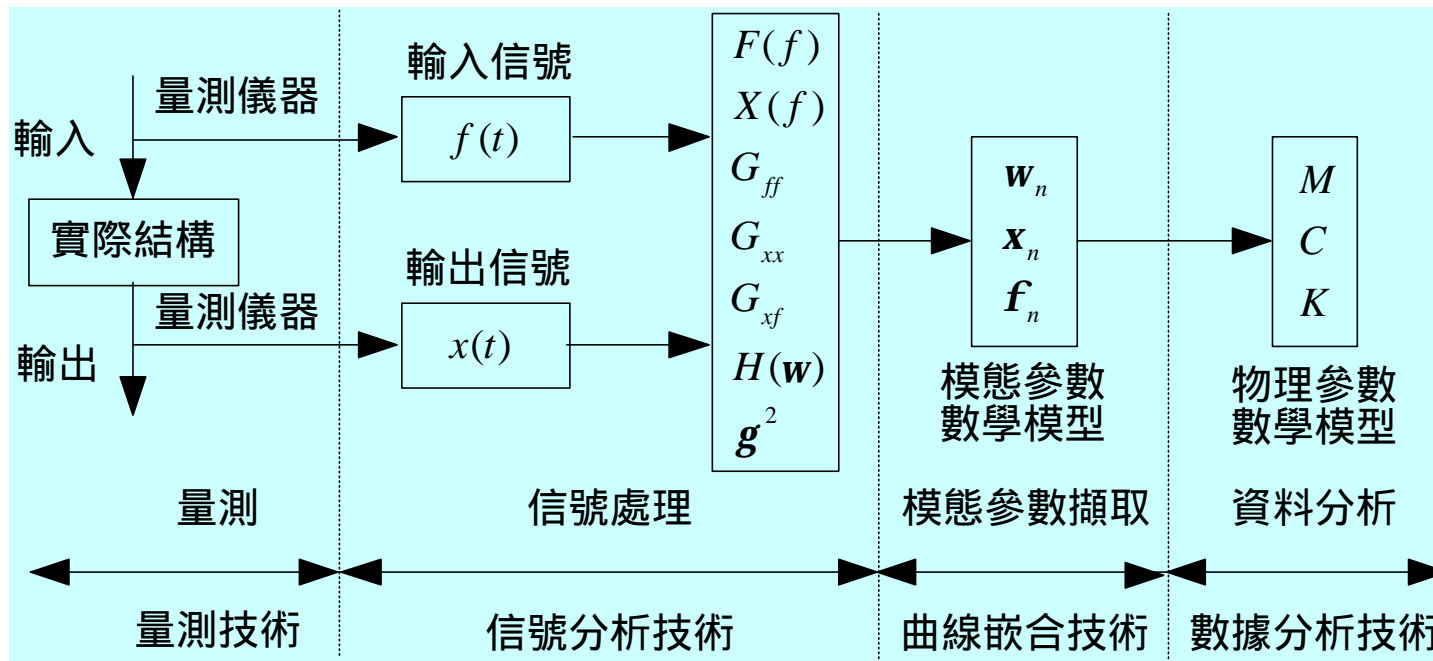 輸入
量測儀器
實際結構
量測儀器
輸出
輸入信號
f(t)
輸出信號
x(t)
F(f)
X(f)
G_ff
G_xx
G_xf
H(w)
g²
w_n
x_n
f_n
模態參數
數學模型
M
C
K
物理參數
數學模型
量測
信號處理
模態參數擷取
資料分析
量測技術
信號分析技術
曲線嵌合技術
數據分析技術